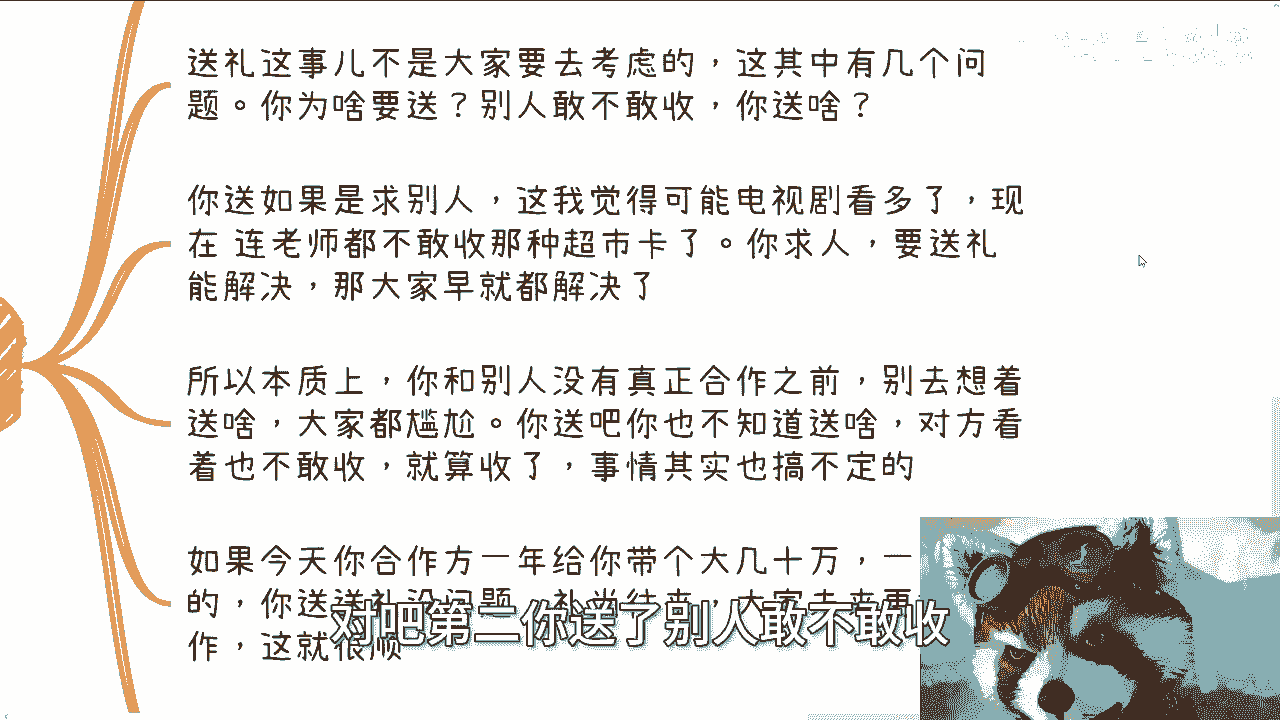 送礼这事儿不是大家要去考虑的，这其中有几个问
题。你为啥要送？别人敢不敢收，你送啥？
你送如果是求别人，这我觉得可能电视剧看多了，现
在 连老师都不敢收那种超市卡了。你求人，要送礼
能解决，那大家早就都解决了
所以本质上，你和别人没有真正合作之前，别去想着
送啥，大家都尴尬。你送吧你也不知道送啥，对方看
着也不敢收，就算收了，事情其实也搞不定的
如果今天你合作方一年给你带个大几十万，一
的，你送送礼没问题，礼尚往来，大家未来再
作，这就很顺
对吧第二你送了别人敢不敢收